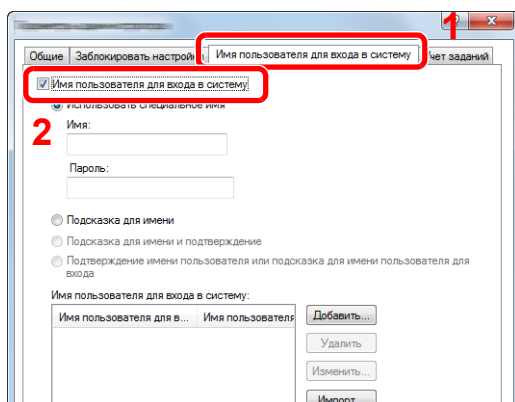 1
Общие
Заблокировать настройки
Имя пользователя для входа в систему
Учет заданий
Имя пользователя для входа в систему
2
Использовать специальное имя
Имя:
Пароль:
Подсказка для имени
Подсказка для имени и подтверждение
Подтверждение имени пользователя или подсказка для имени пользователя для
входа
Имя пользователя для входа в систему:
Имя пользователя для в...
Имя пользователя
Добавить...
Удалить
Изменить...
Импорт...